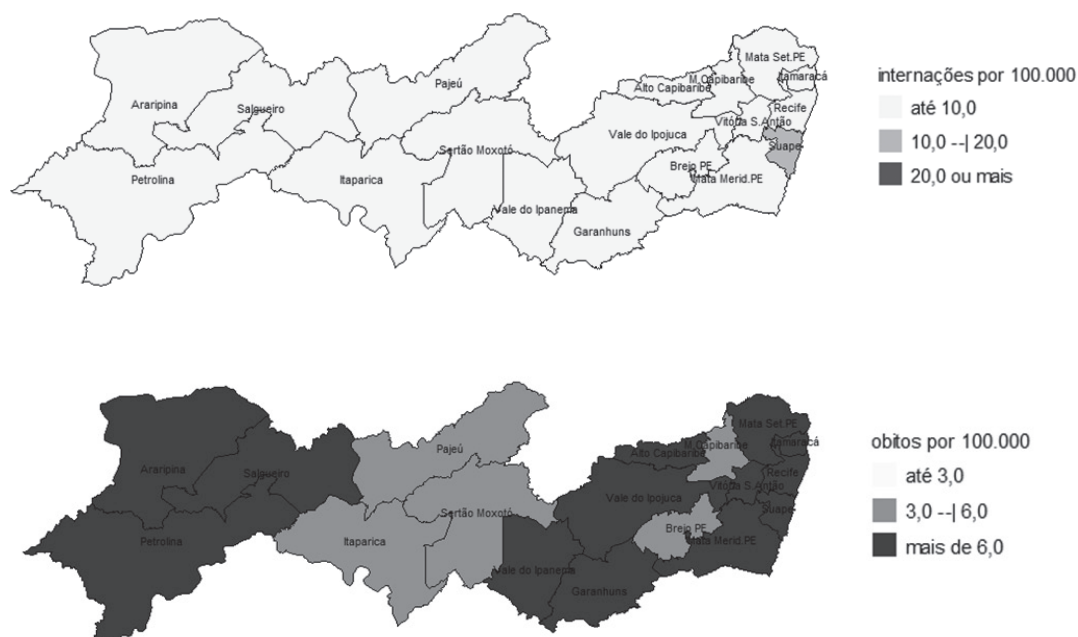 Mata Set.PE
Itamaracá
M.Capibaribe
Alto Capibaribe
Pajeú
Araripina
Salgueiro
Recife
Vitória S.Antão
Vale do Ipojuca
Suape
Sertão Moxotó
Brejo PE
Mata Merid.PE
Petrolina
Itaparica
Vale do Ipanema
Garanhuns
internações por 100.000
até 10,0
10,0 --| 20,0
20,0 ou mais
Mata Set.PE
Itamaracá
M.Capibaribe
Alto Capibaribe
Pajeú
Araripina
Salgueiro
Recife
Vitória S.Antão
Vale do Ipojuca
Suape
Sertão Moxotó
Brejo PE
Mata Merid.PE
Petrolina
Itaparica
Vale do Ipanema
Garanhuns
obitos por 100.000
até 3,0
3,0 --| 6,0
mais de 6,0